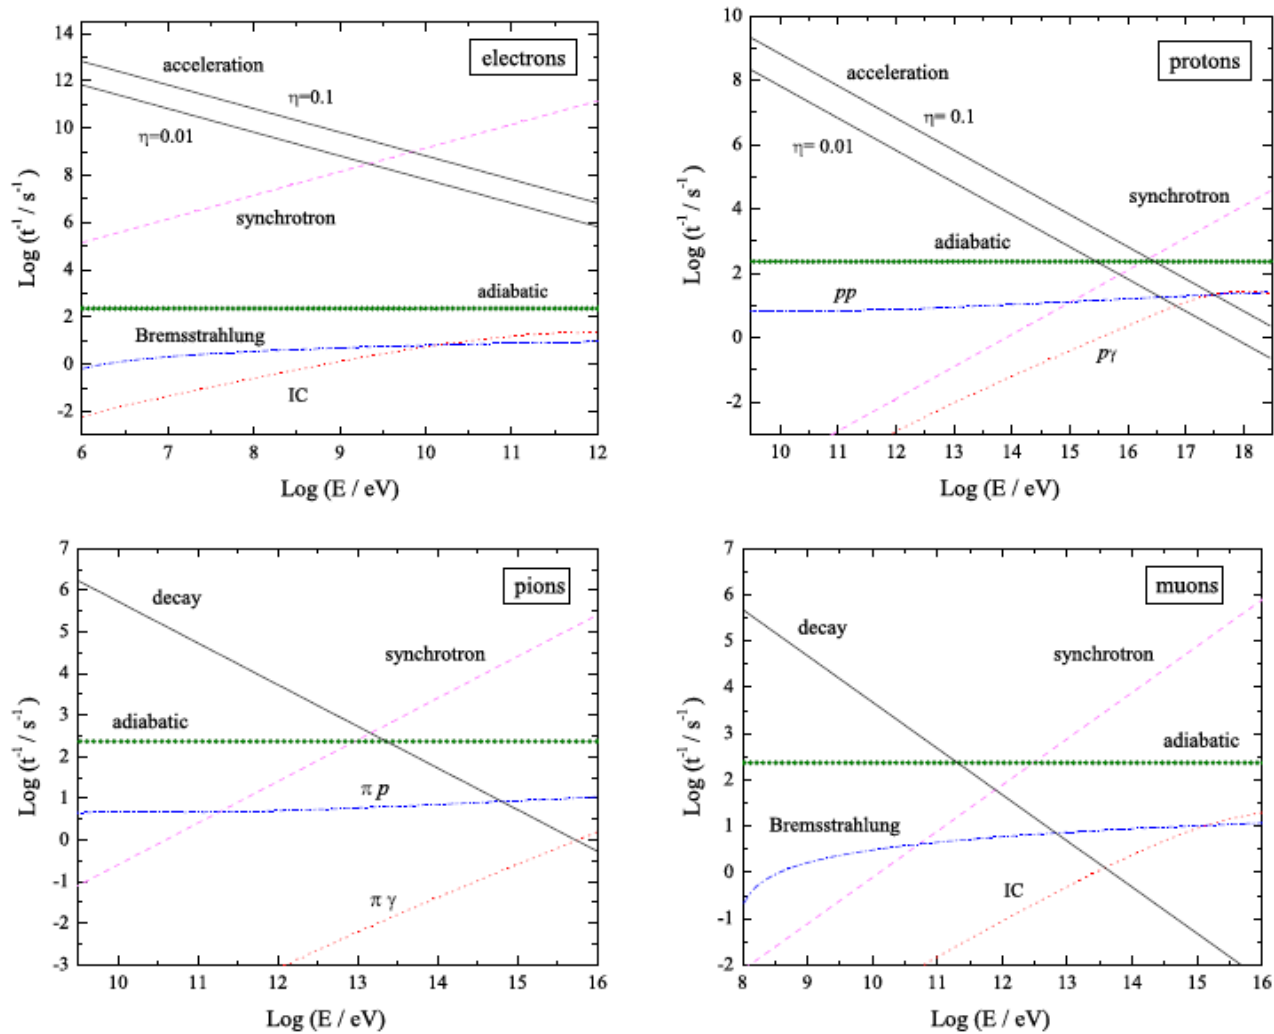 electrons
acceleration
η=0.1
η=0.01
synchrotron
adiabatic
Bremsstrahlung
IC
14
12
10
8
6
4
2
0
-2
6 7 8 9 10 11 12
Log (t⁻¹ / s⁻¹)
Log (E / eV)
protons
acceleration
η= 0.1
η= 0.01
synchrotron
adiabatic
pp
pγ
10
8
6
4
2
0
-2
10 11 12 13 14 15 16 17 18
Log (t⁻¹ / s⁻¹)
Log (E / eV)
pions
decay
synchrotron
adiabatic
π p
π γ
7
6
5
4
3
2
1
0
-1
-2
-3
10 11 12 13 14 15 16
Log (t⁻¹ / s⁻¹)
Log (E / eV)
muons
decay
synchrotron
adiabatic
Bremsstrahlung
IC
7
6
5
4
3
2
1
0
-1
-2
8 9 10 11 12 13 14 15 16
Log (t⁻¹ / s⁻¹)
Log (E / eV)